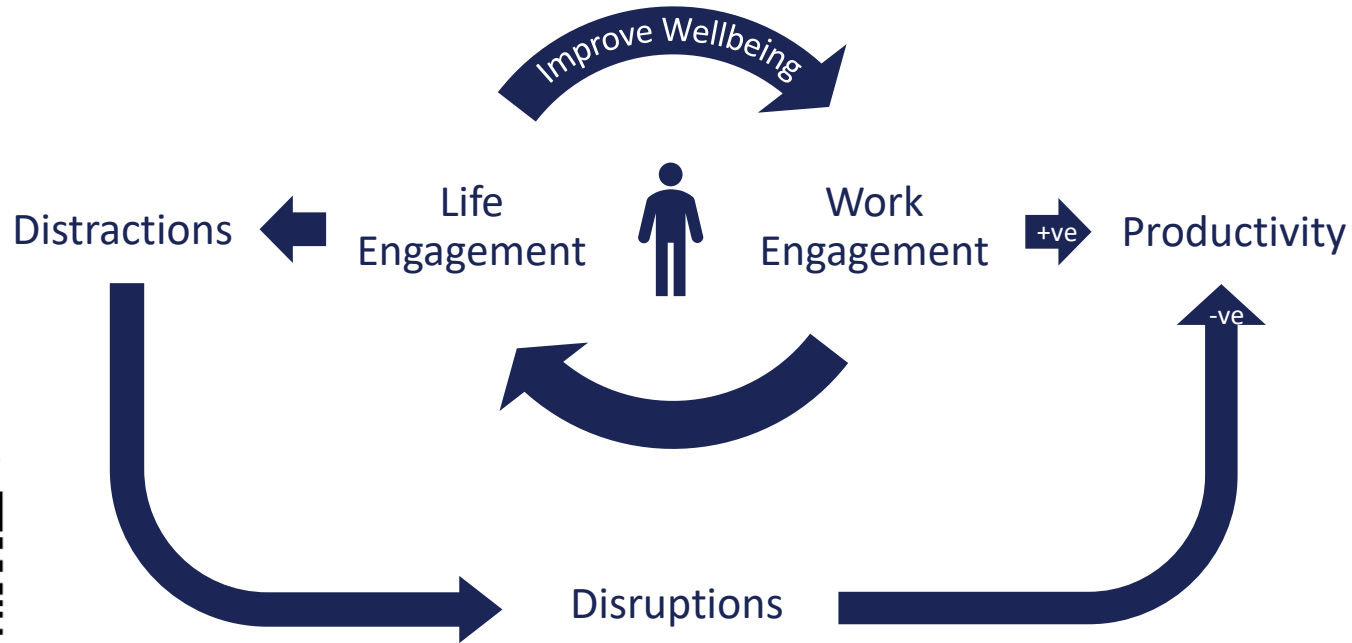 Improve Wellbeing
Distractions
Life
Engagement
Work
Engagement
+ve
Productivity
-ve
Disruptions